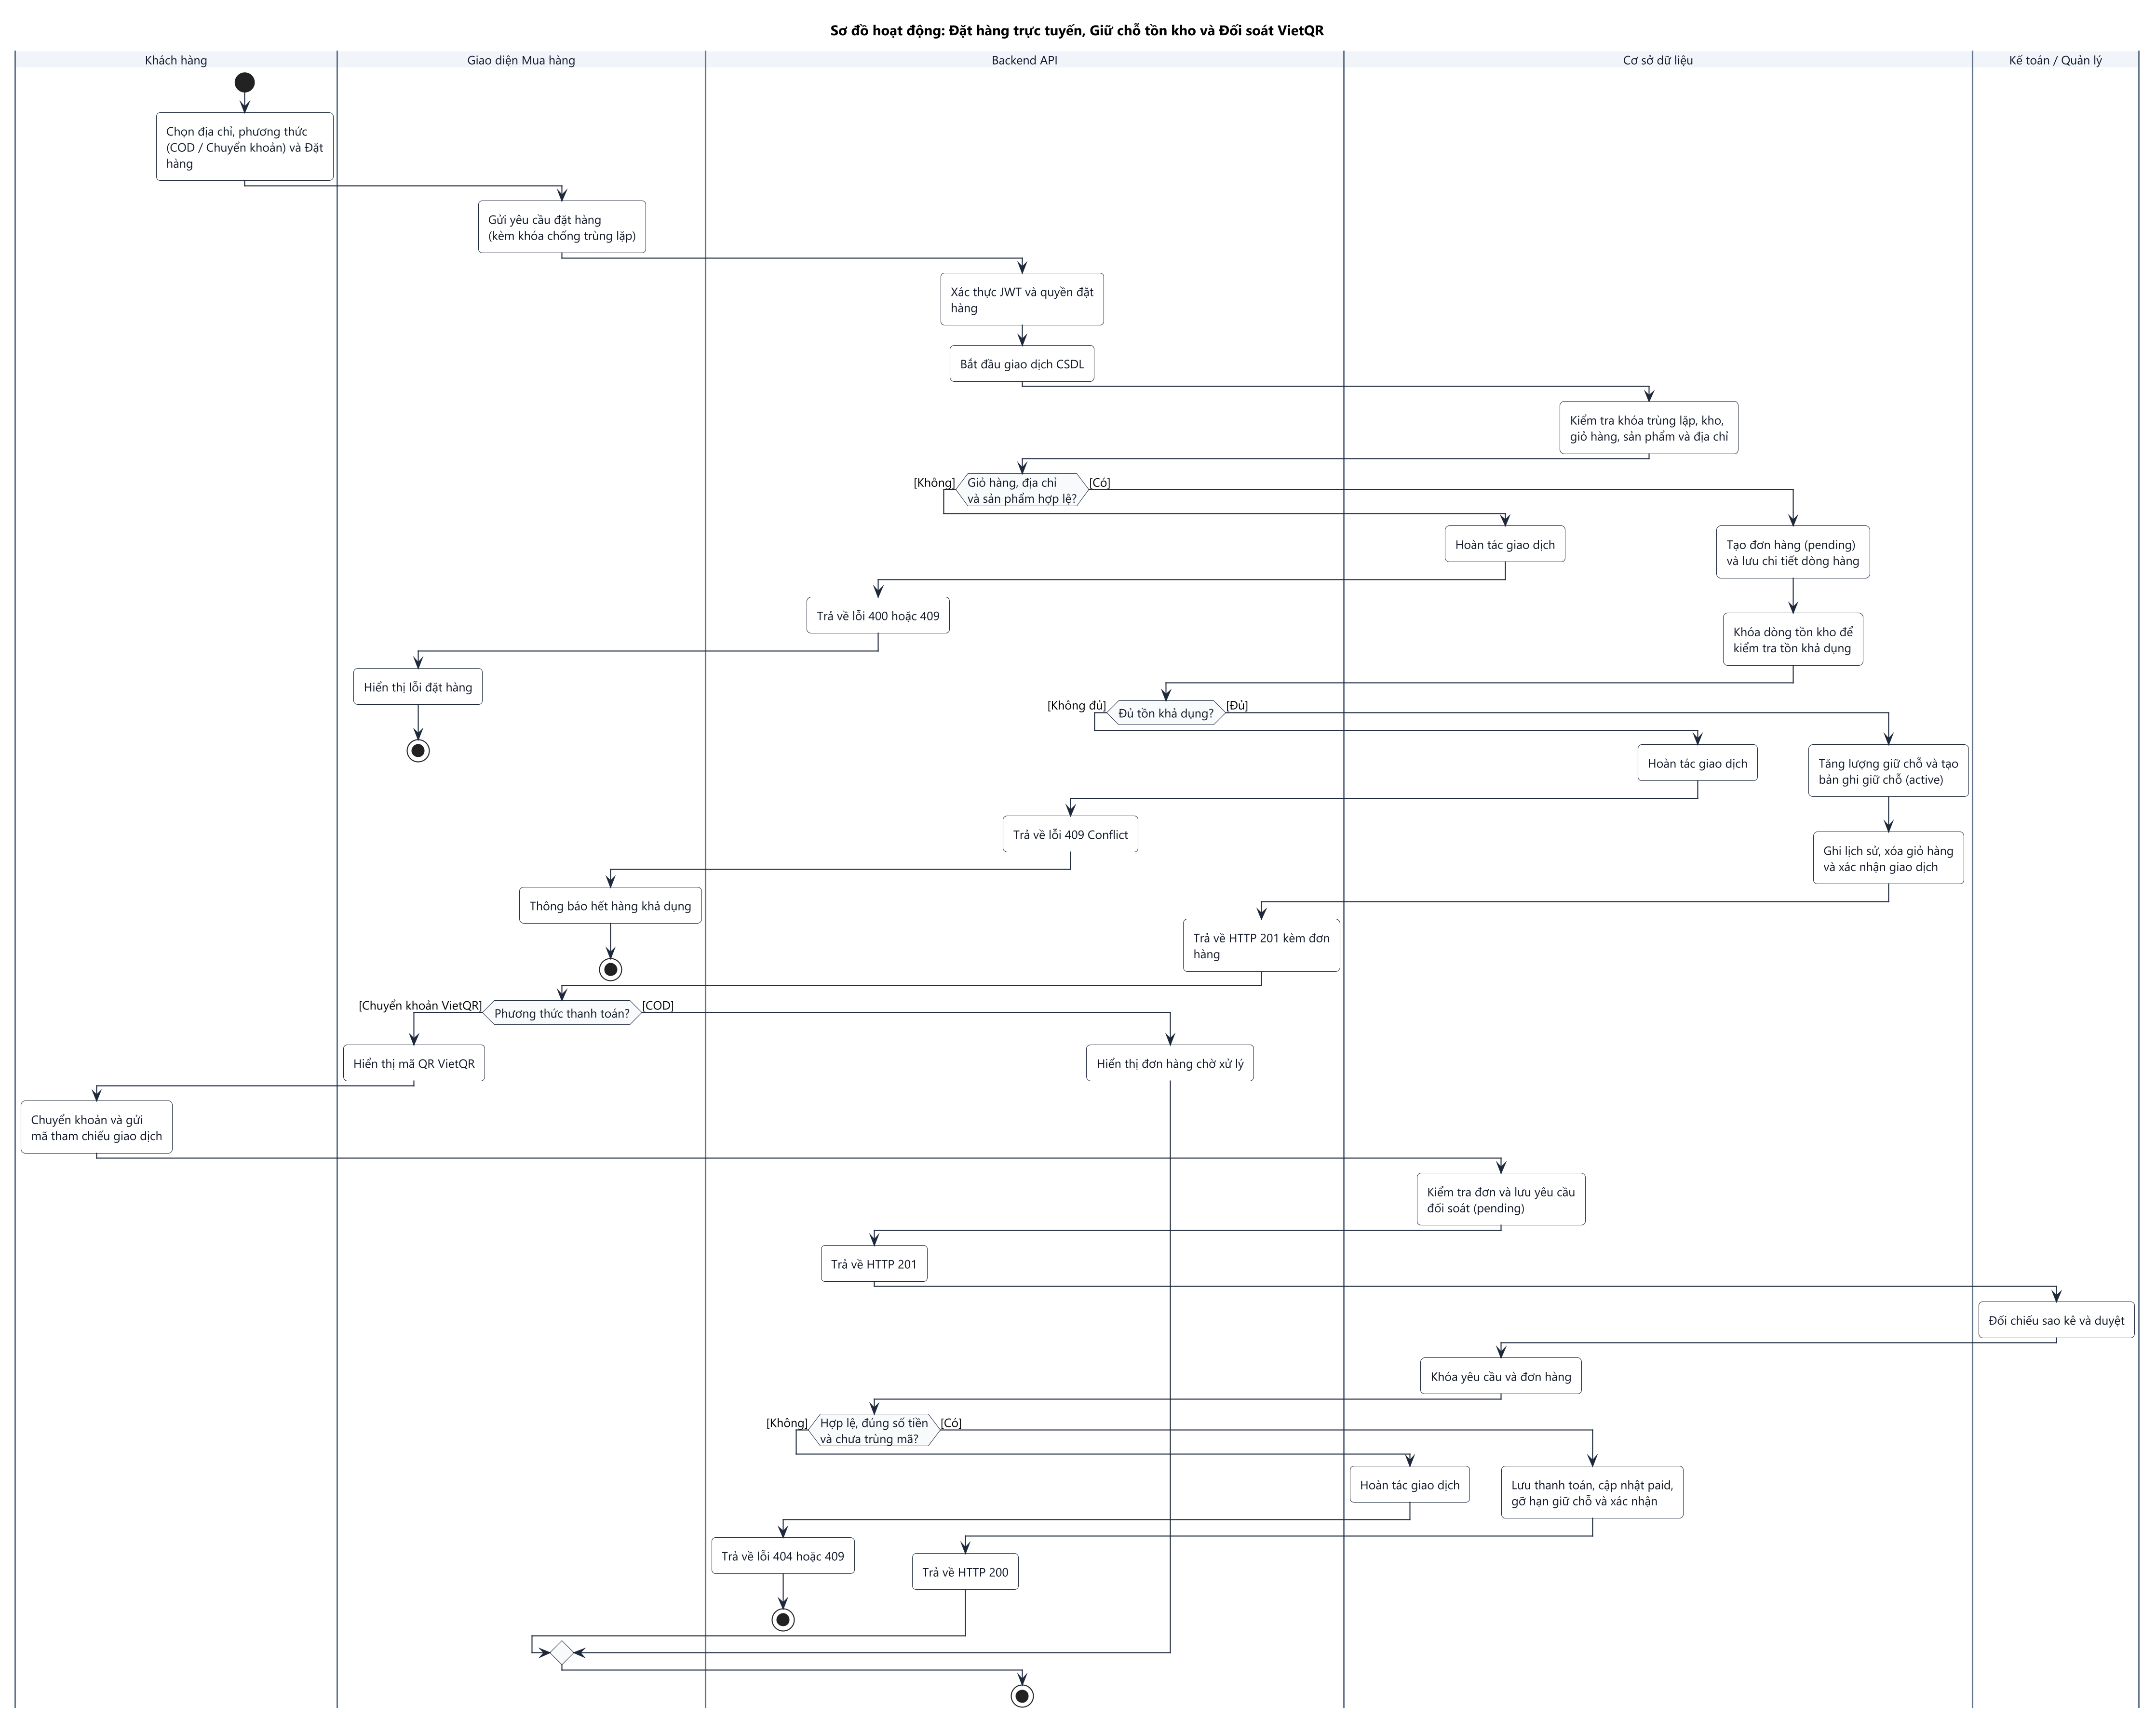 Sơ đồ hoạt động: Đặt hàng trực tuyến, Giữ chỗ tồn kho và Đối soát VietQR
Khách hàng
Giao diện Mua hàng
Backend API
Cơ sở dữ liệu
Kế toán / Quản lý
Chọn địa chỉ, phương thức
(COD / Chuyển khoản) và Đặt
hàng
Gửi yêu cầu đặt hàng
(kèm khóa chống trùng lặp)
Xác thực JWT và quyền đặt
hàng
Bắt đầu giao dịch CSDL
Kiểm tra khóa trùng lặp, kho,
giỏ hàng, sản phẩm và địa chỉ
[Không]
Giỏ hàng, địa chỉ
và sản phẩm hợp lệ?
[Có]
Hoàn tác giao dịch
Tạo đơn hàng (pending)
và lưu chi tiết dòng hàng
Trả về lỗi 400 hoặc 409
Khóa dòng tồn kho để
kiểm tra tồn khả dụng
Hiển thị lỗi đặt hàng
[Không đủ]
Đủ tồn khả dụng?
[Đủ]
Hoàn tác giao dịch
Tăng lượng giữ chỗ và tạo
bản ghi giữ chỗ (active)
Trả về lỗi 409 Conflict
Ghi lịch sử, xóa giỏ hàng
và xác nhận giao dịch
Thông báo hết hàng khả dụng
Trả về HTTP 201 kèm đơn
hàng
[Chuyển khoản VietQR]
Phương thức thanh toán?
[COD]
Hiển thị mã QR VietQR
Hiển thị đơn hàng chờ xử lý
Chuyển khoản và gửi
mã tham chiếu giao dịch
Kiểm tra đơn và lưu yêu cầu
đối soát (pending)
Trả về HTTP 201
Đối chiếu sao kê và duyệt
Khóa yêu cầu và đơn hàng
[Không]
Hợp lệ, đúng số tiền
và chưa trùng mã?
[Có]
Hoàn tác giao dịch
Lưu thanh toán, cập nhật paid,
gỡ hạn giữ chỗ và xác nhận
Trả về lỗi 404 hoặc 409
Trả về HTTP 200